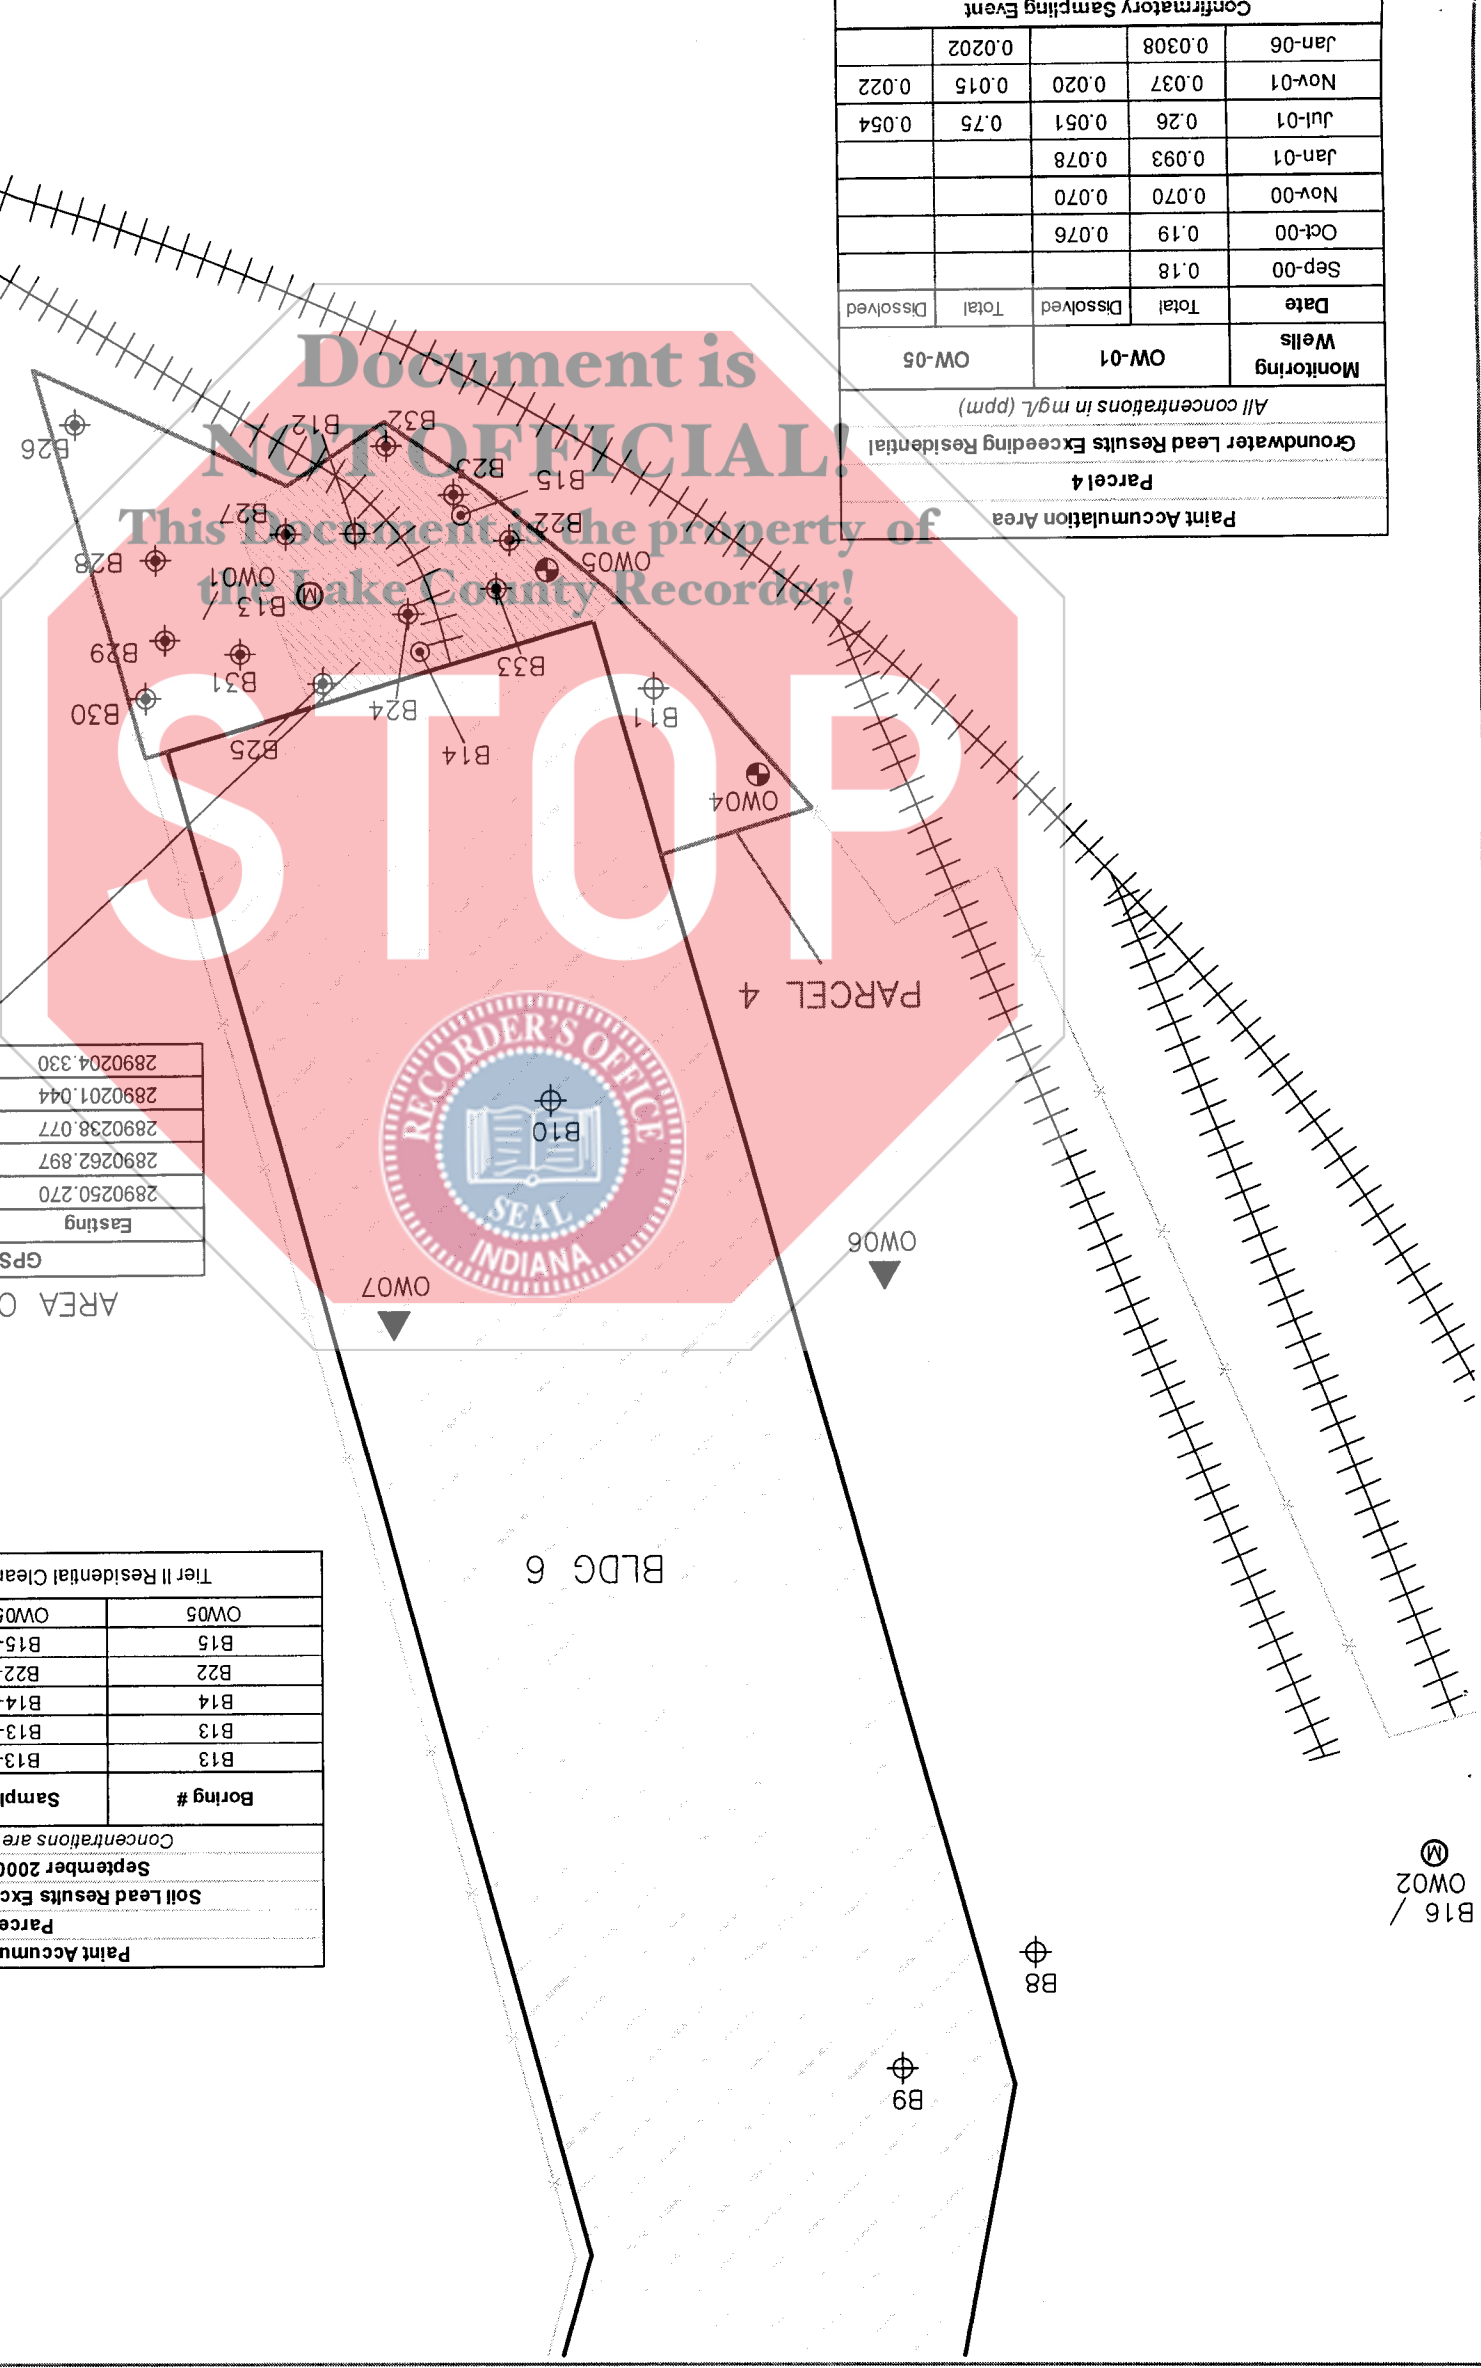 Document is
NOT OFFICIAL!
This Document is the property of
the Lake County Recorder!
STOP
RECORDER'S OFFICE
SEAL
INDIANA
B16 /
OW02
M
B8
B9
Paint Accumu
Parce
Soil Lead Results Exc
September 2000
Concentrations are
Boring # Sampl
B13 B13-
B13 B13-
B14 B14-
B22 B22-
B15 B15-
OW05 OW05
Tier II Residential Clean
BLDG 6
AREA O
GPS
Easting
2890250.270
2890262.897
2890238.077
2890201.044
2890204.330
OW07
OW06
B10
PARCEL 4
OW04
B11
B14
B25
B24
B30
B31
B33
B29
B13 /
OW01
M
B28
OW05
B27
B22
B15
B23
B26
B12
B32
Paint Accumulation Area
Parcel 4
Groundwater Lead Results Exceeding Residential
All concentrations in mg/L (ppm)
Monitoring Wells OW-01 OW-05
Date Total Dissolved Total Dissolved
Sep-00 0.18
Oct-00 0.19 0.076
Nov-00 0.070 0.070
Jan-01 0.093 0.078
Jul-01 0.26 0.051 0.75 0.054
Nov-01 0.037 0.020 0.015 0.022
Jan-06 0.0308 0.0202
Confirmatory Sampling Event